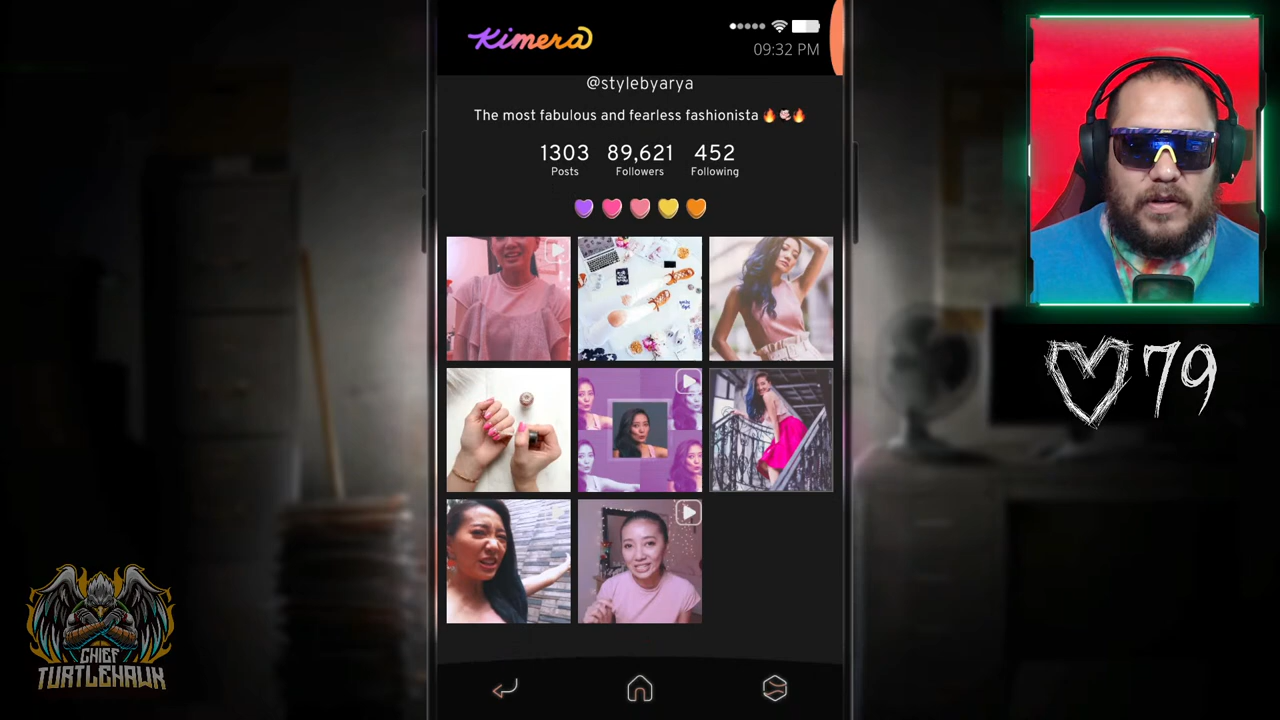 Kimera
09:32 PM
@stylebyarya
The most fabulous and fearless fashionista 🔥💐🔥
1303 89,621 452
Posts Followers Following
79
CHIEF
TURTLEHAWK